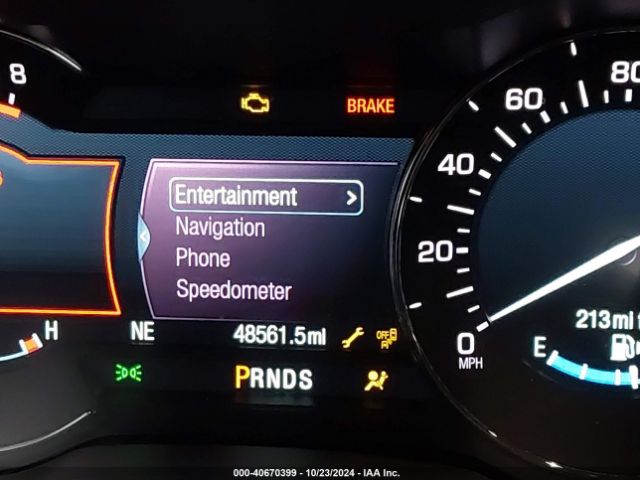 8
BRAKE
Entertainment >
Navigation
Phone
Speedometer
80
60
40
20
0
MPH
213mi
E
H
NE
48561.5mi
OFF
PRNDS
000-40670399 - 10/23/2024 - IAA Inc.